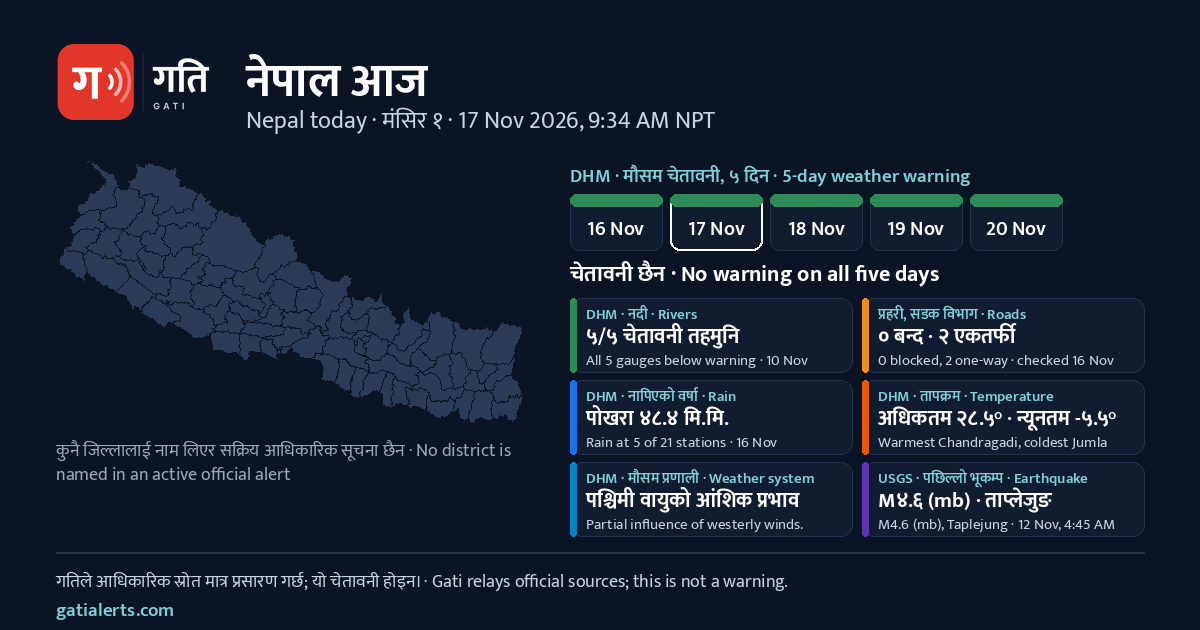 ग
गति
GATI
नेपाल आज
Nepal today · मंसिर १ · 17 Nov 2026, 9:34 AM NPT
DHM · मौसम चेतावनी, ५ दिन · 5-day weather warning
16 Nov
17 Nov
18 Nov
19 Nov
20 Nov
चेतावनी छैन · No warning on all five days
DHM · नदी · Rivers
५/५ चेतावनी तहमुनि
All 5 gauges below warning · 10 Nov
प्रहरी, सडक विभाग · Roads
० बन्द · २ एकतर्फी
0 blocked, 2 one-way · checked 16 Nov
DHM · नापिएको वर्षा · Rain
पोखरा ४८.४ मि.मि.
Rain at 5 of 21 stations · 16 Nov
DHM · तापक्रम · Temperature
अधिकतम २८.५° · न्यूनतम -५.५°
Warmest Chandragadi, coldest Jumla
DHM · मौसम प्रणाली · Weather system
पश्चिमी वायुको आंशिक प्रभाव
Partial influence of westerly winds.
USGS · पछिल्लो भूकम्प · Earthquake
M४.६ (mb) · ताप्लेजुङ
M4.6 (mb), Taplejung · 12 Nov, 4:45 AM
कुनै जिल्लालाई नाम लिएर सक्रिय आधिकारिक सूचना छैन · No district is
named in an active official alert
गतिले आधिकारिक स्रोत मात्र प्रसारण गर्छ; यो चेतावनी होइन। · Gati relays official sources; this is not a warning.
gatialerts.com